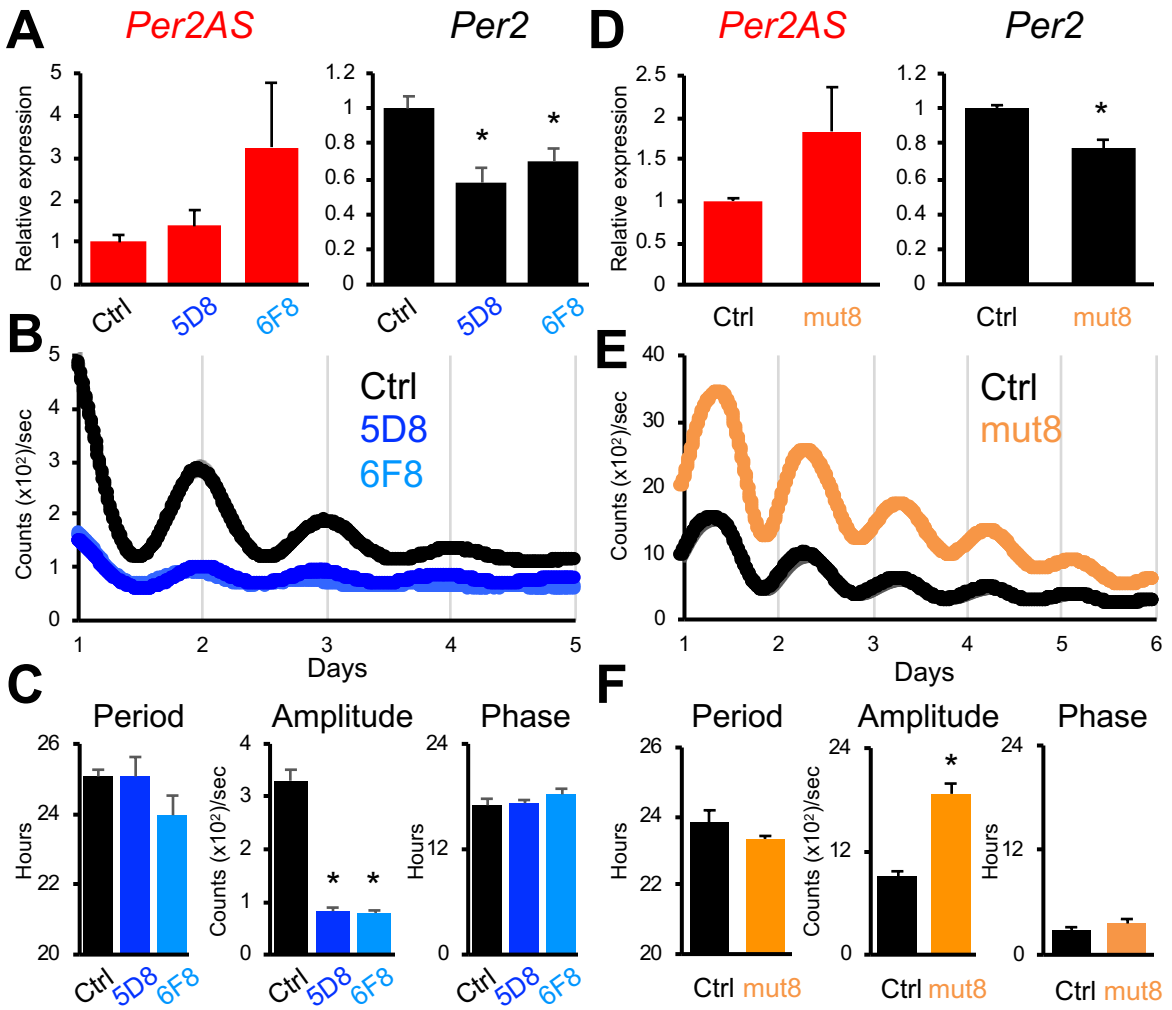 A
Per2AS
Per2
Relative expression
5
4
3
2
1
0
Ctrl
5D8
6F8
1.2
1
0.8
0.6
0.4
0.2
0
*
*
Ctrl
5D8
6F8
D
Per2AS
Per2
Relative expression
2.5
2
1.5
1
0.5
0
Ctrl
mut8
1.2
1
0.8
0.6
0.4
0.2
0
*
Ctrl
mut8
B
Counts (x10²)/sec
5
4
3
2
1
0
Ctrl
5D8
6F8
1
2
3
4
5
Days
E
Counts (x10²)/sec
40
30
20
10
0
Ctrl
mut8
1
2
3
4
5
6
Days
C
Period
Hours
26
24
22
20
Ctrl
5D8
6F8
Amplitude
Counts (x10²)/sec
4
3
2
1
0
*
*
Ctrl
5D8
6F8
Phase
Hours
24
12
0
Ctrl
5D8
6F8
F
Period
Hours
26
24
22
20
Ctrl mut8
Amplitude
Counts (x10²)/sec
24
12
0
*
Ctrl mut8
Phase
Hours
24
12
0
Ctrl mut8